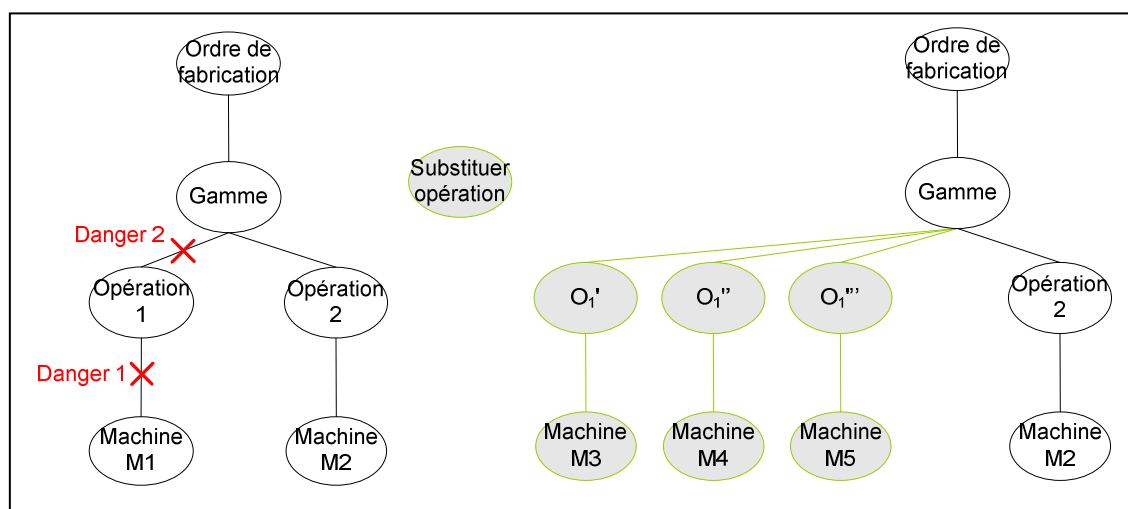 Ordre de
fabrication
Gamme
Substituer
opération
Danger 2
Opération
1
Opération
2
Danger 1
Machine
M1
Machine
M2
Ordre de
fabrication
Gamme
O₁'
O₁''
O₁'''
Opération
2
Machine
M3
Machine
M4
Machine
M5
Machine
M2